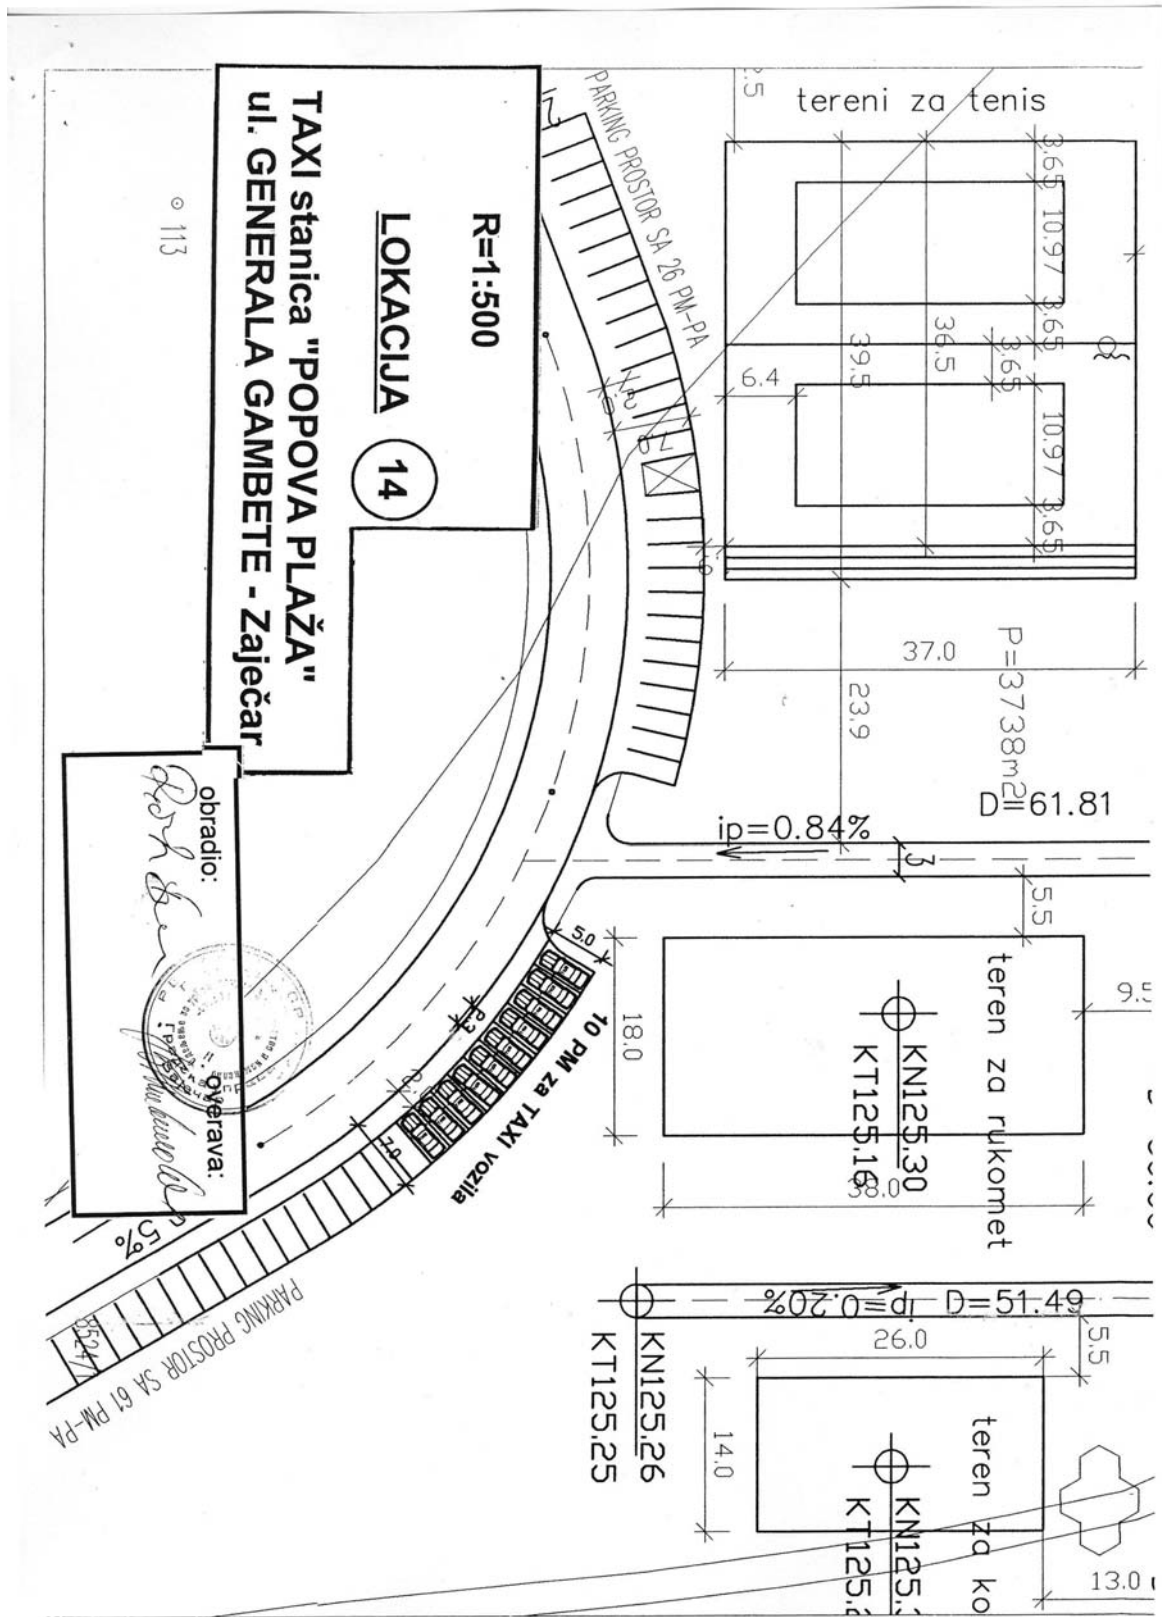 R=1:500
LOKACIJA 14
TAXI stanica "POPOVA PLAŽA"
ul. GENERALA GAMBETE - Zaječar
113
obradio:
overava:
PARKING PROSTOR SA 26 PM-PA
tereni za tenis
3.65
10.97
3.65
36.5
39.5
3.65
6.4
10.97
3.65
37.0
23.9
P=3738m2
D=61.81
ip=0.84%
3
5.5
5.0
10 PM za TAXI vozila
2.3
7.0
18.0
teren za rukomet
9.5
KN125.30
KT125.16
38.0
5%
PARKING PROSTOR SA 61 PM-PA
8524/
ip=0.20%
D=51.49
KN125.26
KT125.25
26.0
5.5
14.0
teren za ko
13.0